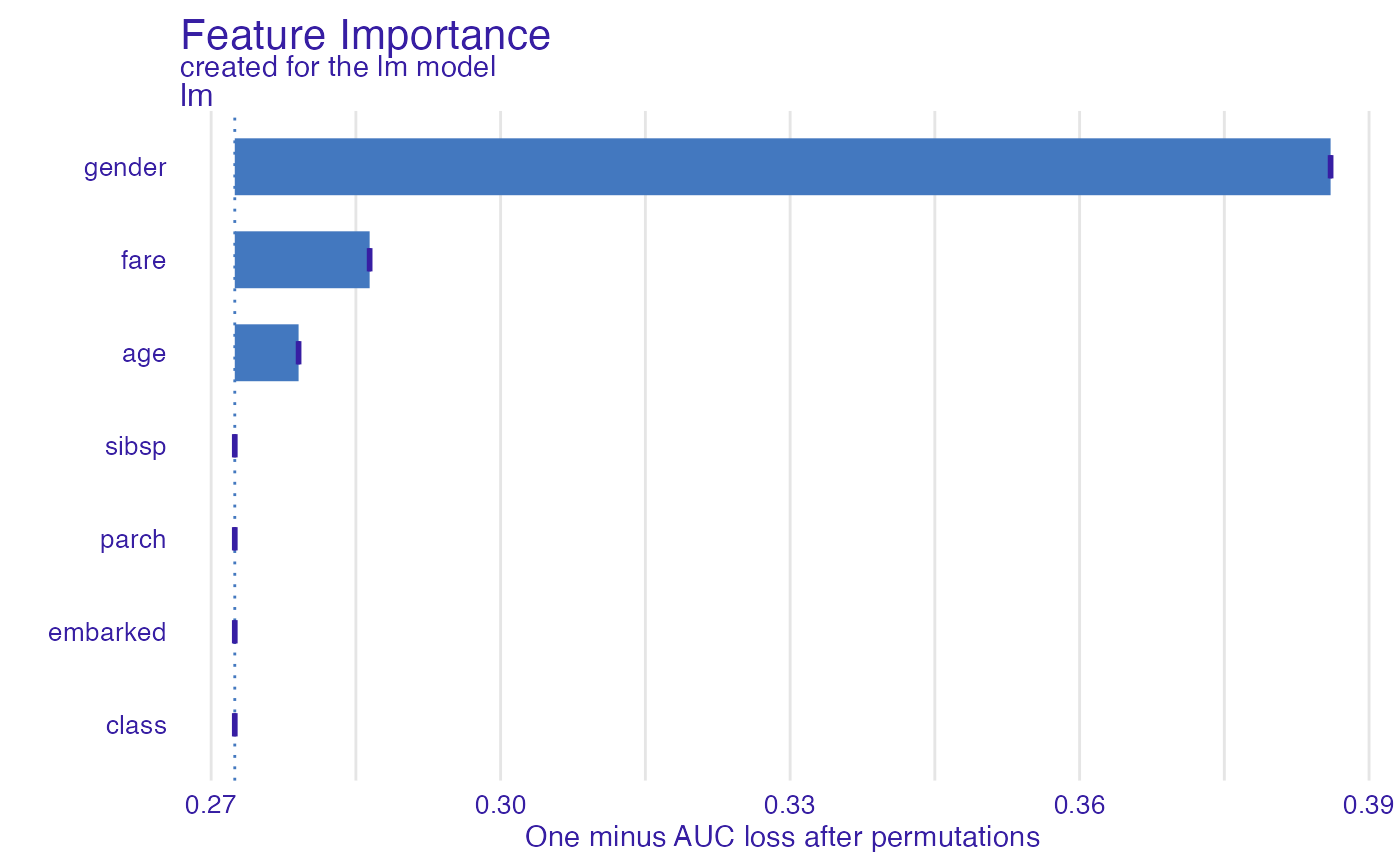 Feature Importance
created for the lm model
lm
gender
fare
age
sibsp
parch
embarked
class
0.27 0.30 0.33 0.36 0.39
One minus AUC loss after permutations